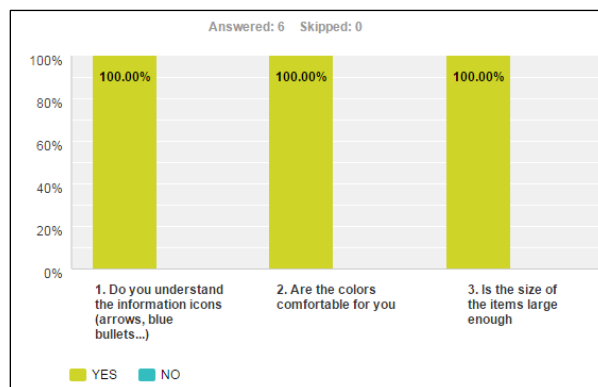 Answered: 6 Skipped: 0
100%
80%
60%
40%
20%
0%
100.00% 100.00% 100.00%
1. Do you understand
the information icons
(arrows, blue
bullets...)
2. Are the colors
comfortable for you
3. Is the size of
the items large
enough
YES NO